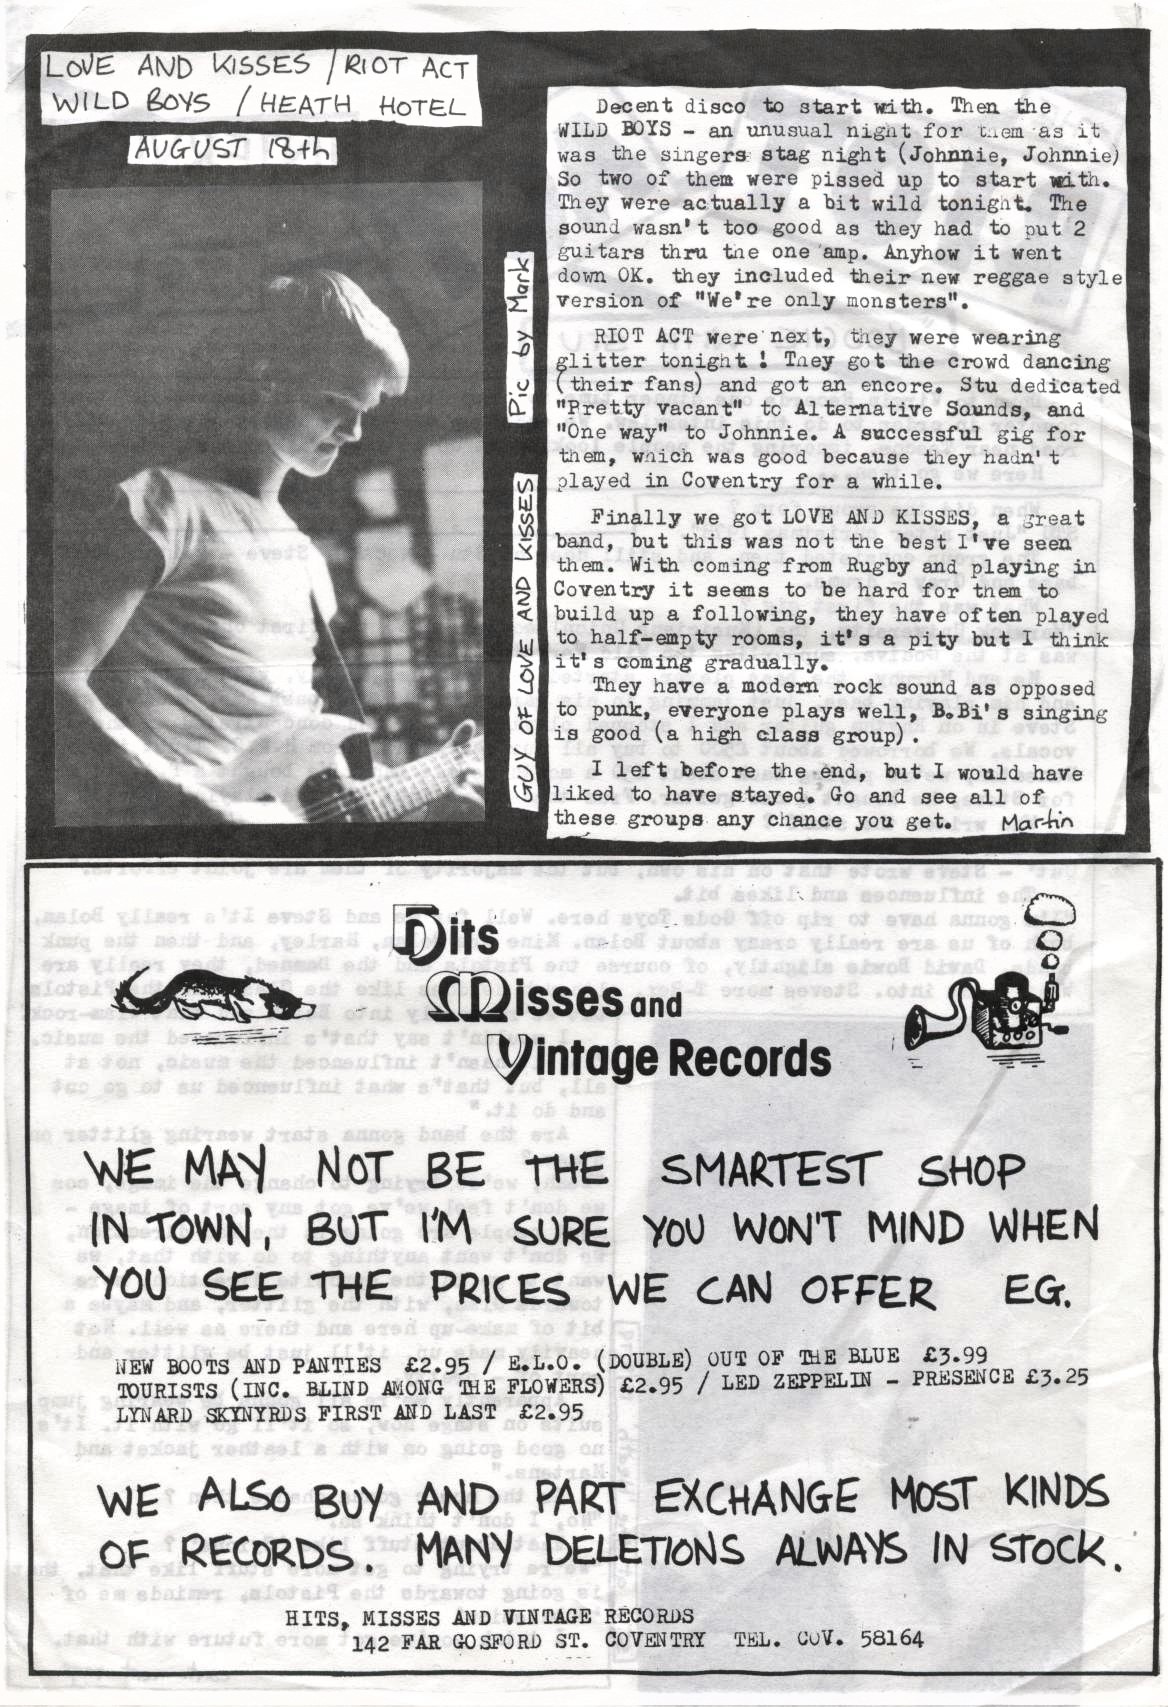 LOVE AND KISSES / RIOT ACT
WILD BOYS / HEATH HOTEL
AUGUST 18th
Pic by Mark
GUY OF LOVE AND KISSES
Decent disco to start with. Then the
WILD BOYS - an unusual night for them as it
was the singers stag night (Johnnie, Johnnie)
So two of them were pissed up to start with.
They were actually a bit wild tonight. The
sound wasn't too good as they had to put 2
guitars thru the one amp. Anyhow it went
down OK. they included their new reggae style
version of "We're only monsters".
RIOT ACT were next, they were wearing
glitter tonight ! They got the crowd dancing
(their fans) and got an encore. Stu dedicated
"Pretty vacant" to Alternative Sounds, and
"One way" to Johnnie. A successful gig for
them, which was good because they hadn't
played in Coventry for a while.
Finally we got LOVE AND KISSES, a great
band, but this was not the best I've seen
them. With coming from Rugby and playing in
Coventry it seems to be hard for them to
build up a following, they have often played
to half-empty rooms, it's a pity but I think
it's coming gradually.
They have a modern rock sound as opposed
to punk, everyone plays well, B.Bi's singing
is good (a high class group).
I left before the end, but I would have
liked to have stayed. Go and see all of
these groups any chance you get. Martin
Hits
Misses and
Vintage Records
WE MAY NOT BE THE SMARTEST SHOP
IN TOWN, BUT I'M SURE YOU WON'T MIND WHEN
YOU SEE THE PRICES WE CAN OFFER EG.
NEW BOOTS AND PANTIES £2.95 / E.L.O. (DOUBLE) OUT OF THE BLUE £3.99
TOURISTS (INC. BLIND AMONG THE FLOWERS) £2.95 / LED ZEPPELIN - PRESENCE £3.25
LYNARD SKYNYRDS FIRST AND LAST £2.95
WE ALSO BUY AND PART EXCHANGE MOST KINDS
OF RECORDS. MANY DELETIONS ALWAYS IN STOCK.
HITS, MISSES AND VINTAGE RECORDS
142 FAR GOSFORD ST. COVENTRY TEL. COV. 58164